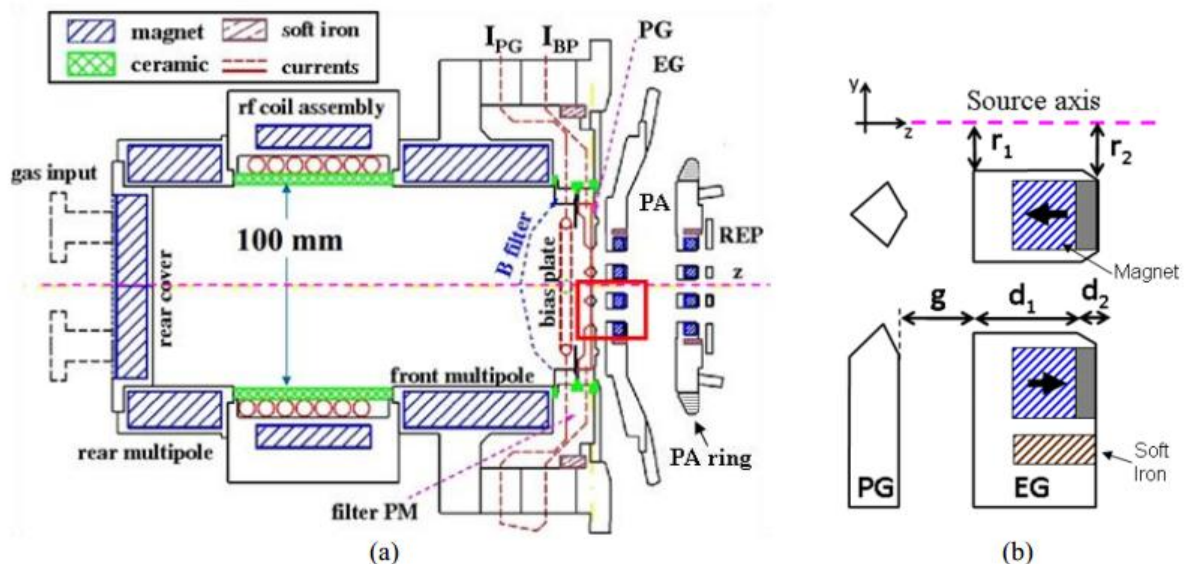 magnet
soft iron
ceramic
currents
I_PG
I_BP
PG
EG
rf coil assembly
gas input
100 mm
rear cover
B filter
bias plate
PA
REP
z
front multipole
rear multipole
PA ring
filter PM
(a)
y
z
Source axis
r₁
r₂
Magnet
g
d₁
d₂
Soft
Iron
PG
EG
(b)